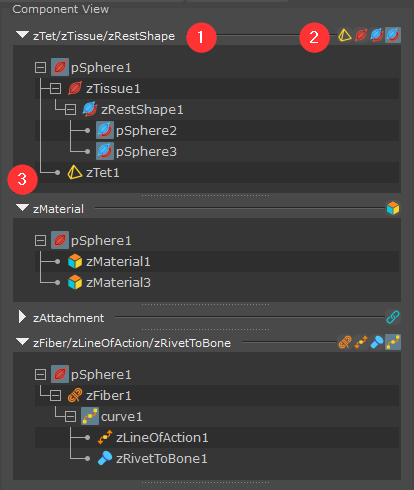 Component View
zTet/zTissue/zRestShape 1 2
pSphere1
zTissue1
zRestShape1
pSphere2
pSphere3
3 zTet1
zMaterial
pSphere1
zMaterial1
zMaterial3
zAttachment
zFiber/zLineOfAction/zRivetToBone
pSphere1
zFiber1
curve1
zLineOfAction1
zRivetToBone1